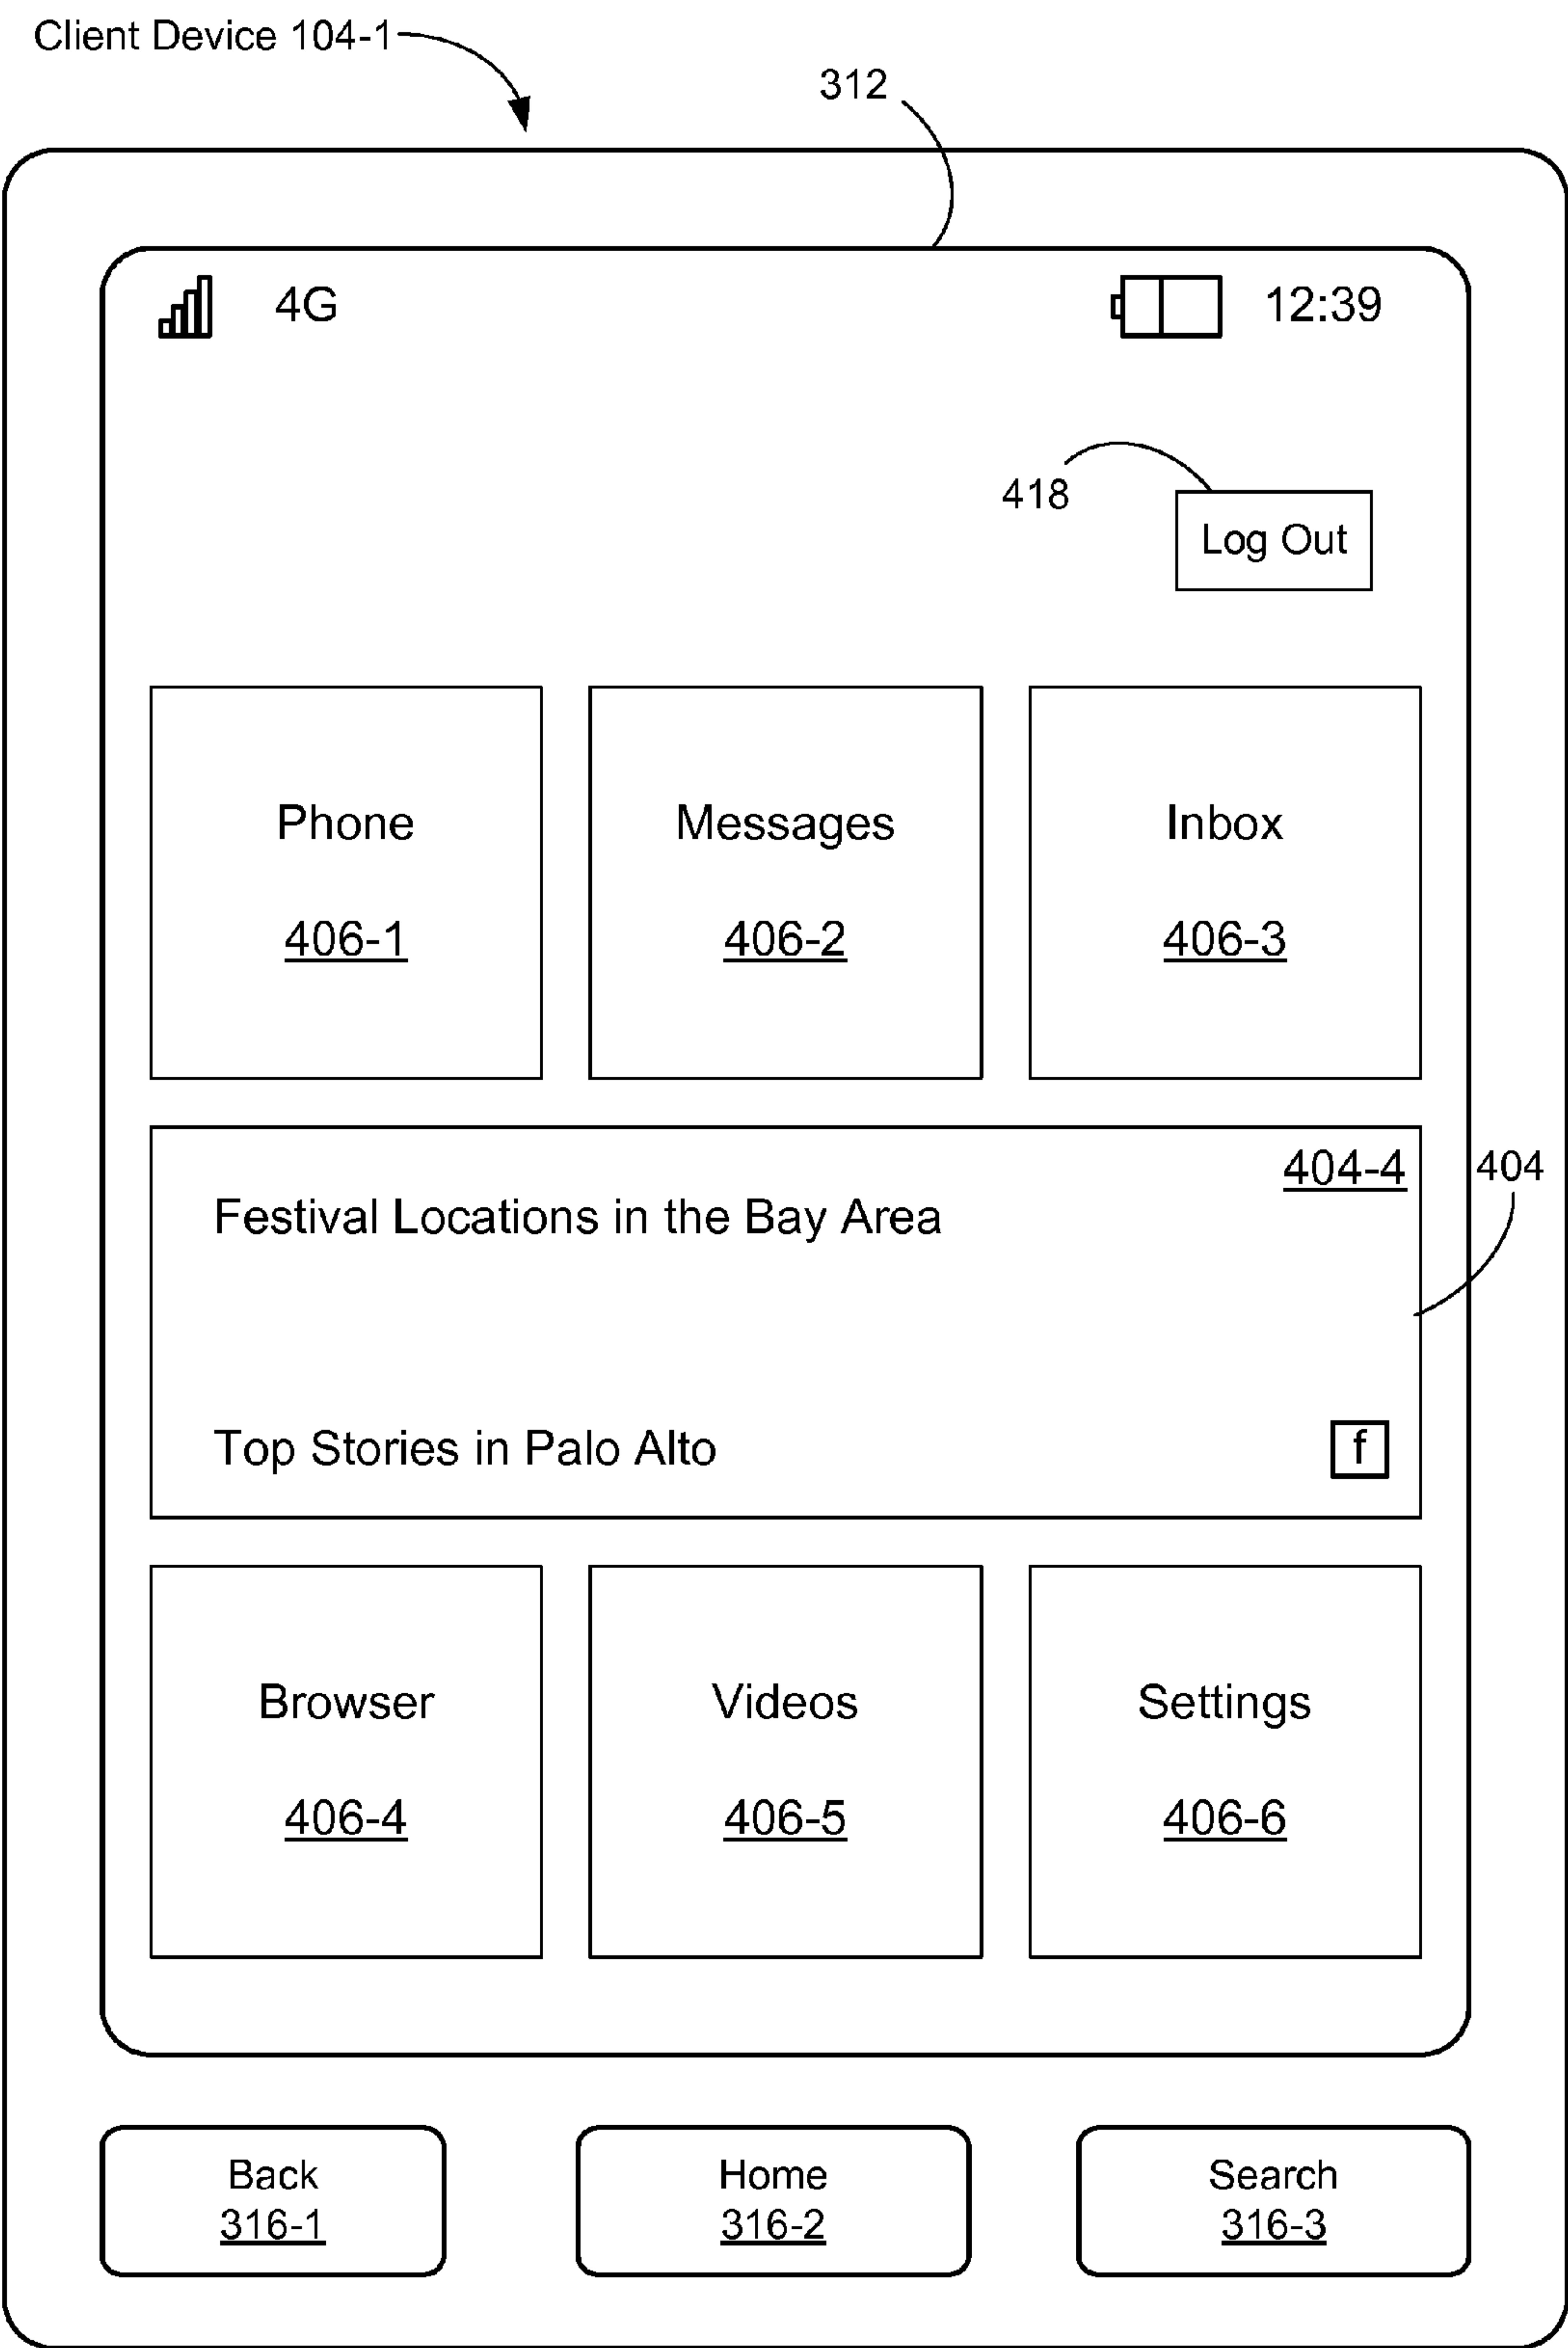 Client Device 104-1
312
4G
12:39
418
Log Out
Phone
406-1
Messages
406-2
Inbox
406-3
404-4
404
Festival Locations in the Bay Area
Top Stories in Palo Alto
f
Browser
406-4
Videos
406-5
Settings
406-6
Back
316-1
Home
316-2
Search
316-3